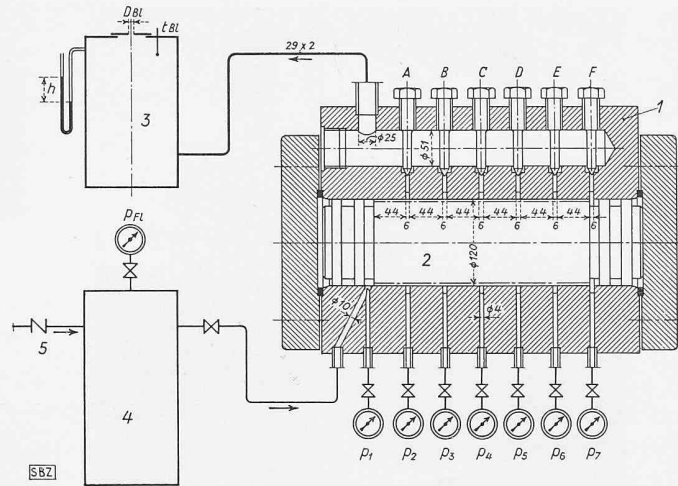 D Bl
t Bl
29 x 2
A B C D E F
1
h
3
ϕ25
ϕ51
p Fl
44 44 44 44 44 44
6 6 6 6 6 6
2
ϕ120
ϕ10
ϕ4
5
4
p1 p2 p3 p4 p5 p6 p7
SBZ